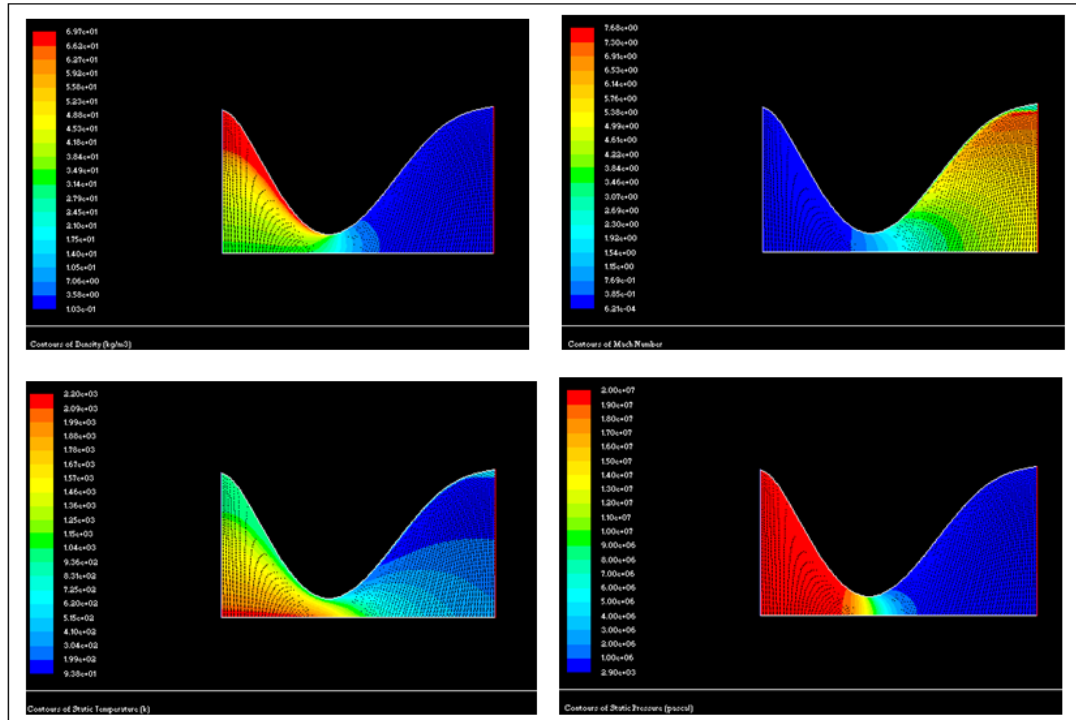 6.97e+01
6.62e+01
6.27e+01
5.92e+01
5.58e+01
5.23e+01
4.88e+01
4.53e+01
4.18e+01
3.84e+01
3.49e+01
3.14e+01
2.79e+01
2.45e+01
2.10e+01
1.75e+01
1.40e+01
1.05e+01
7.06e+00
3.58e+00
1.03e-01
Contours of Density (kg/m3)
7.68e+00
7.30e+00
6.91e+00
6.53e+00
6.14e+00
5.76e+00
5.38e+00
4.99e+00
4.61e+00
4.22e+00
3.84e+00
3.46e+00
3.07e+00
2.69e+00
2.30e+00
1.92e+00
1.54e+00
1.15e+00
7.69e-01
3.85e-01
6.21e-04
Contours of Mach Number
2.20e+03
2.09e+03
1.99e+03
1.88e+03
1.78e+03
1.67e+03
1.57e+03
1.46e+03
1.36e+03
1.25e+03
1.15e+03
1.04e+03
9.36e+02
8.31e+02
7.25e+02
6.20e+02
5.15e+02
4.10e+02
3.04e+02
1.99e+02
9.38e+01
Contours of Static Temperature (k)
2.00e+07
1.90e+07
1.80e+07
1.70e+07
1.60e+07
1.50e+07
1.40e+07
1.30e+07
1.20e+07
1.10e+07
1.00e+07
9.00e+06
8.00e+06
7.00e+06
6.00e+06
5.00e+06
4.00e+06
3.00e+06
2.00e+06
1.00e+06
2.90e+03
Contours of Static Pressure (pascal)